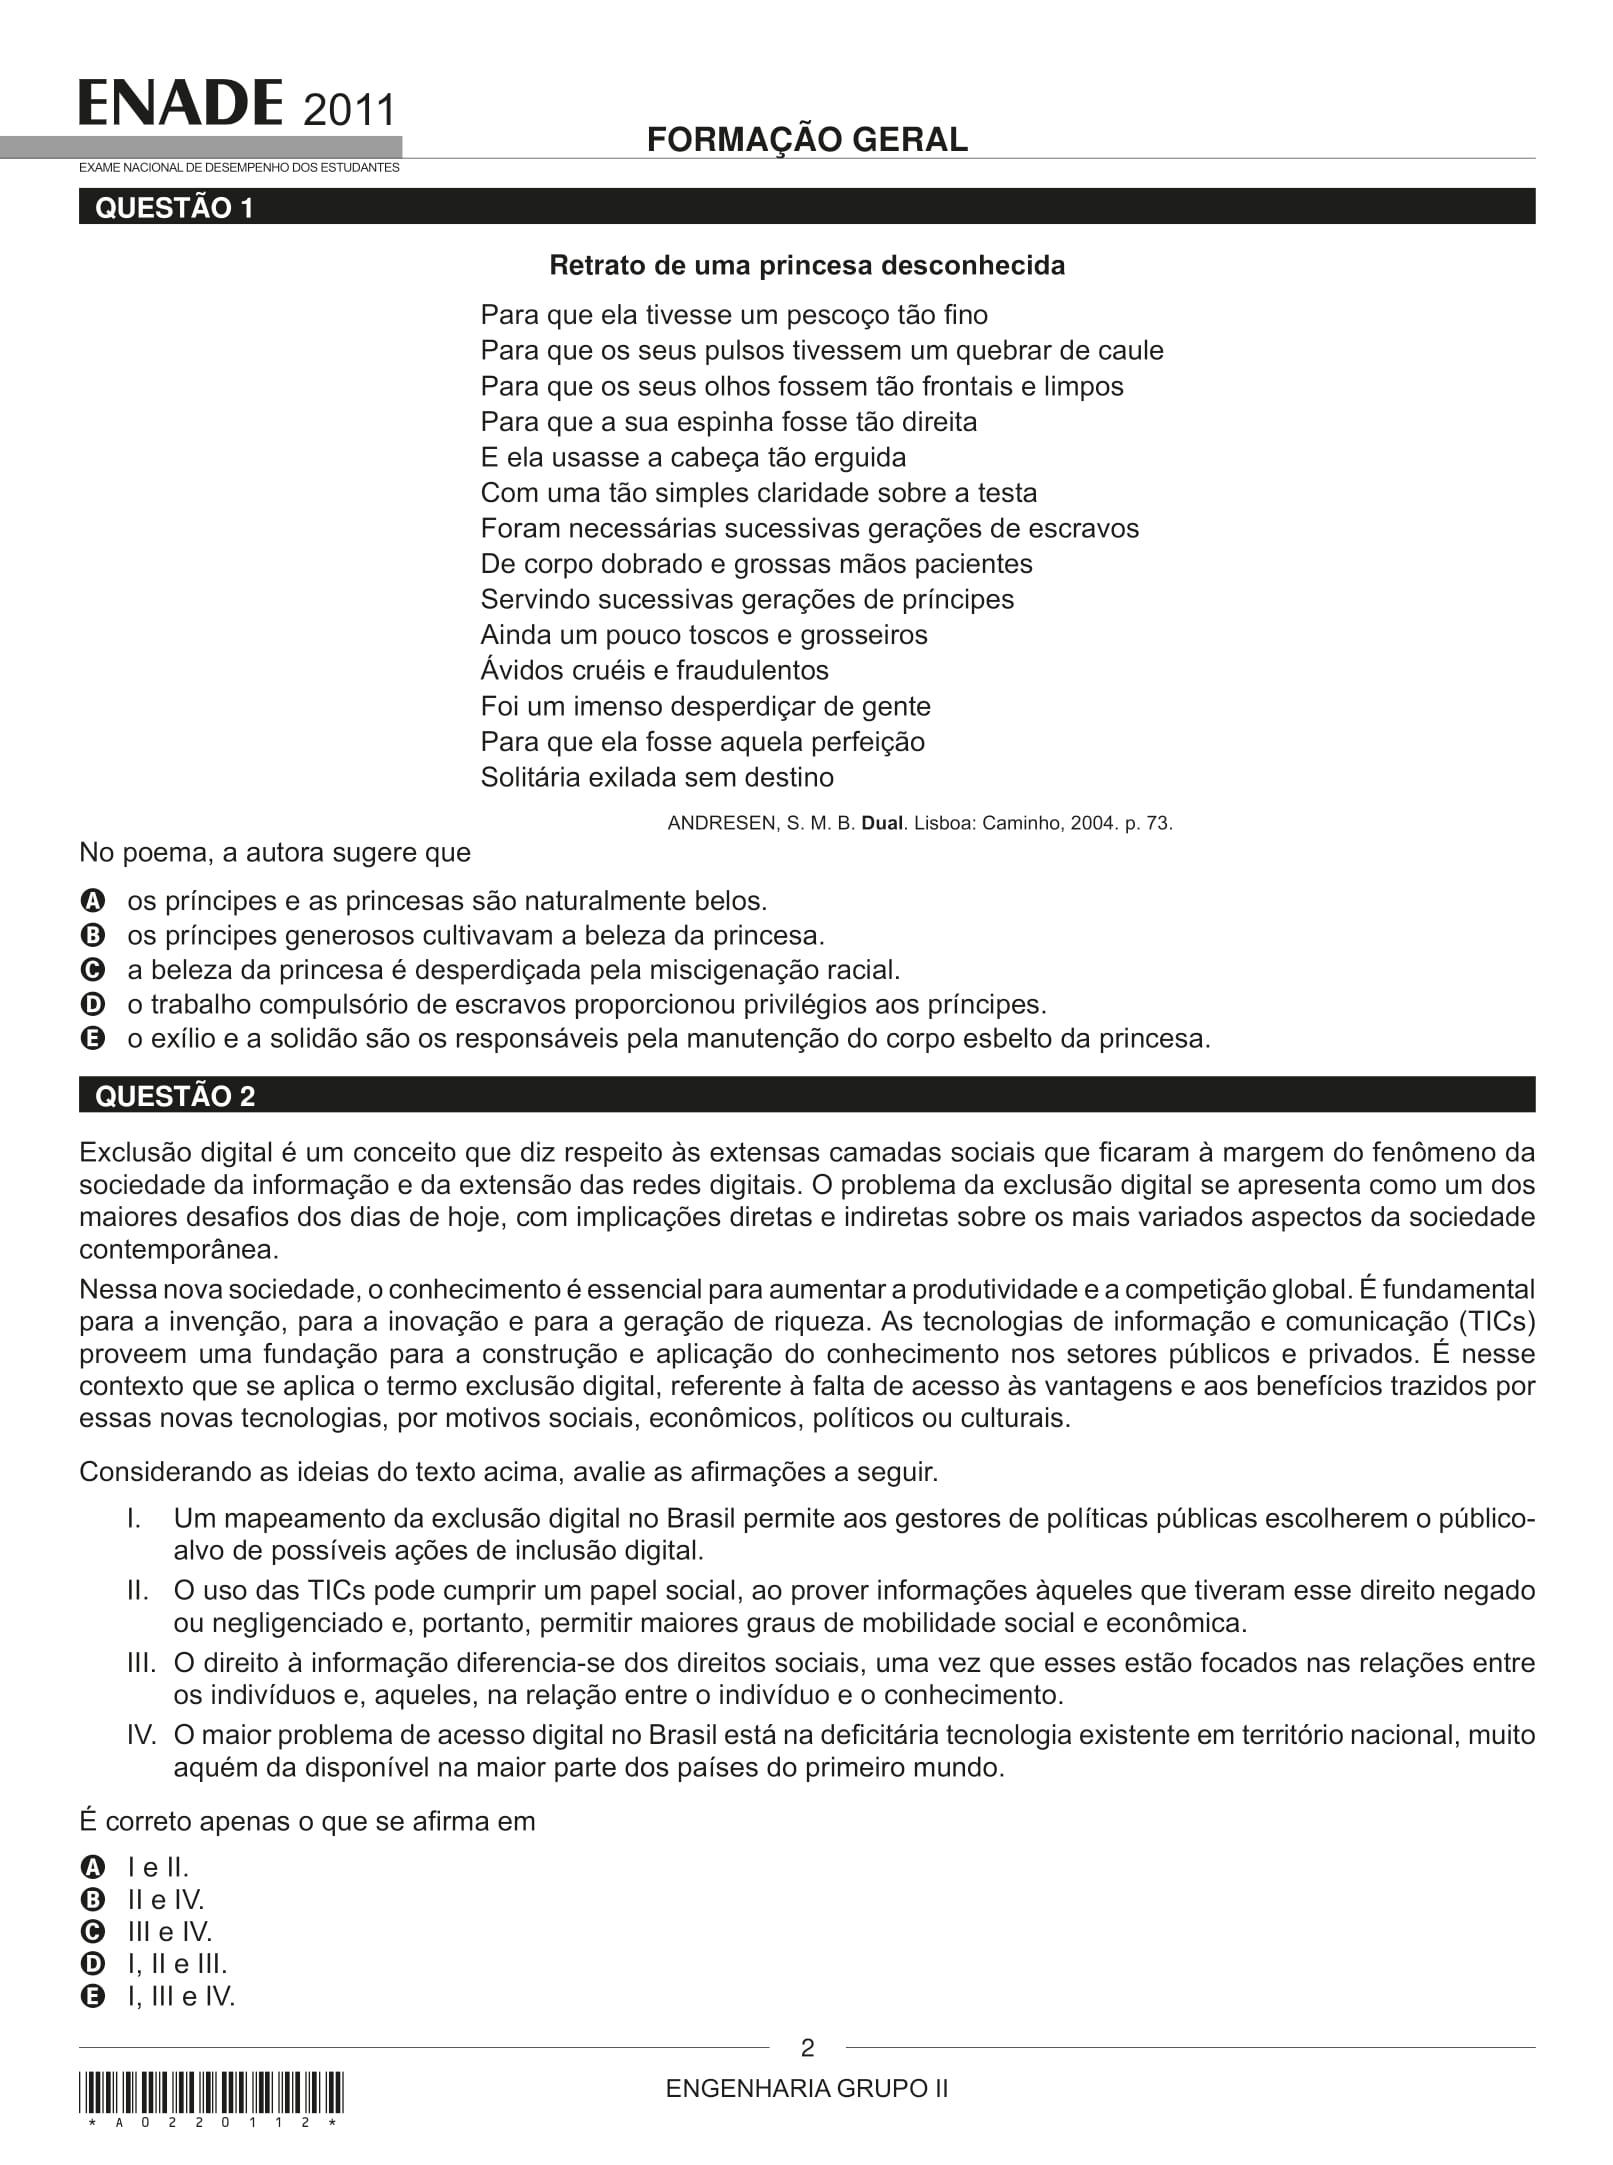 ENADE 2011
EXAME NACIONAL DE DESEMPENHO DOS ESTUDANTES
FORMAÇÃO GERAL
QUESTÃO 1
Retrato de uma princesa desconhecida
Para que ela tivesse um pescoço tão fino
Para que os seus pulsos tivessem um quebrar de caule
Para que os seus olhos fossem tão frontais e limpos
Para que a sua espinha fosse tão direita
E ela usasse a cabeça tão erguida
Com uma tão simples claridade sobre a testa
Foram necessárias sucessivas gerações de escravos
De corpo dobrado e grossas mãos pacientes
Servindo sucessivas gerações de príncipes
Ainda um pouco toscos e grosseiros
Ávidos cruéis e fraudulentos
Foi um imenso desperdiçar de gente
Para que ela fosse aquela perfeição
Solitária exilada sem destino
ANDRESEN, S. M. B. Dual. Lisboa: Caminho, 2004. p. 73.
No poema, a autora sugere que
A os príncipes e as princesas são naturalmente belos.
B os príncipes generosos cultivavam a beleza da princesa.
C a beleza da princesa é desperdiçada pela miscigenação racial.
D o trabalho compulsório de escravos proporcionou privilégios aos príncipes.
E o exílio e a solidão são os responsáveis pela manutenção do corpo esbelto da princesa.
QUESTÃO 2
Exclusão digital é um conceito que diz respeito às extensas camadas sociais que ficaram à margem do fenômeno da
sociedade da informação e da extensão das redes digitais. O problema da exclusão digital se apresenta como um dos
maiores desafios dos dias de hoje, com implicações diretas e indiretas sobre os mais variados aspectos da sociedade
contemporânea.
Nessa nova sociedade, o conhecimento é essencial para aumentar a produtividade e a competição global. É fundamental
para a invenção, para a inovação e para a geração de riqueza. As tecnologias de informação e comunicação (TICs)
proveem uma fundação para a construção e aplicação do conhecimento nos setores públicos e privados. É nesse
contexto que se aplica o termo exclusão digital, referente à falta de acesso às vantagens e aos benefícios trazidos por
essas novas tecnologias, por motivos sociais, econômicos, políticos ou culturais.
Considerando as ideias do texto acima, avalie as afirmações a seguir.
I. Um mapeamento da exclusão digital no Brasil permite aos gestores de políticas públicas escolherem o público-
alvo de possíveis ações de inclusão digital.
II. O uso das TICs pode cumprir um papel social, ao prover informações àqueles que tiveram esse direito negado
ou negligenciado e, portanto, permitir maiores graus de mobilidade social e econômica.
III. O direito à informação diferencia-se dos direitos sociais, uma vez que esses estão focados nas relações entre
os indivíduos e, aqueles, na relação entre o indivíduo e o conhecimento.
IV. O maior problema de acesso digital no Brasil está na deficitária tecnologia existente em território nacional, muito
aquém da disponível na maior parte dos países do primeiro mundo.
É correto apenas o que se afirma em
A I e II.
B II e IV.
C III e IV.
D I, II e III.
E I, III e IV.
2
ENGENHARIA GRUPO II
* A 0 2 2 0 1 1 2 *